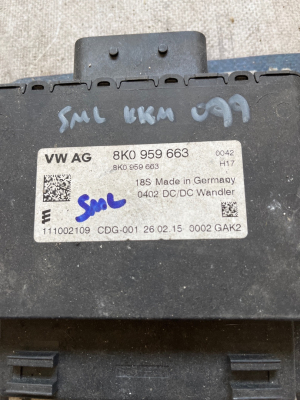 SML KKM 099
VW AG 8K0 959 663 0042
8K0 959 663 H17
18S Made in Germany
0402 DC/DC Wandler
SML
E
111002109 CDG-001 26.02.15 0002 GAK2